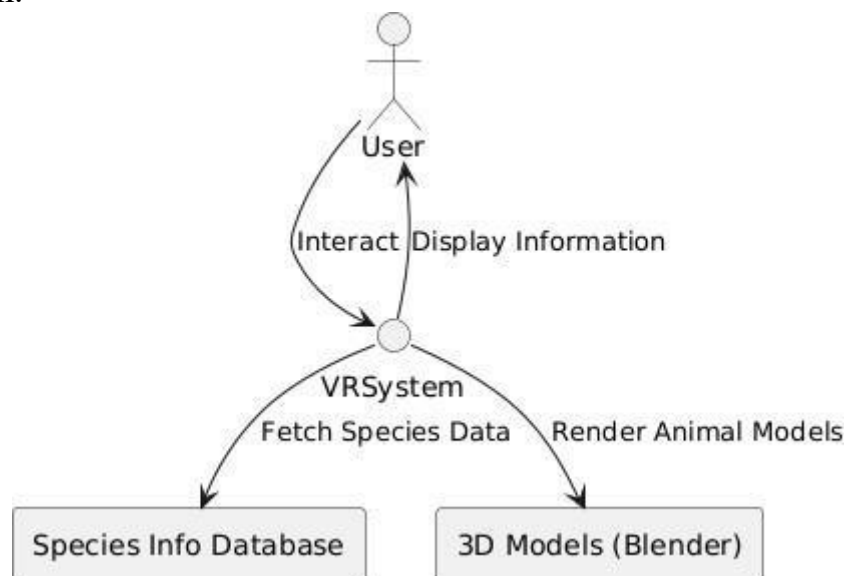 User
Interact Display Information
VRSystem
Fetch Species Data Render Animal Models
Species Info Database 3D Models (Blender)